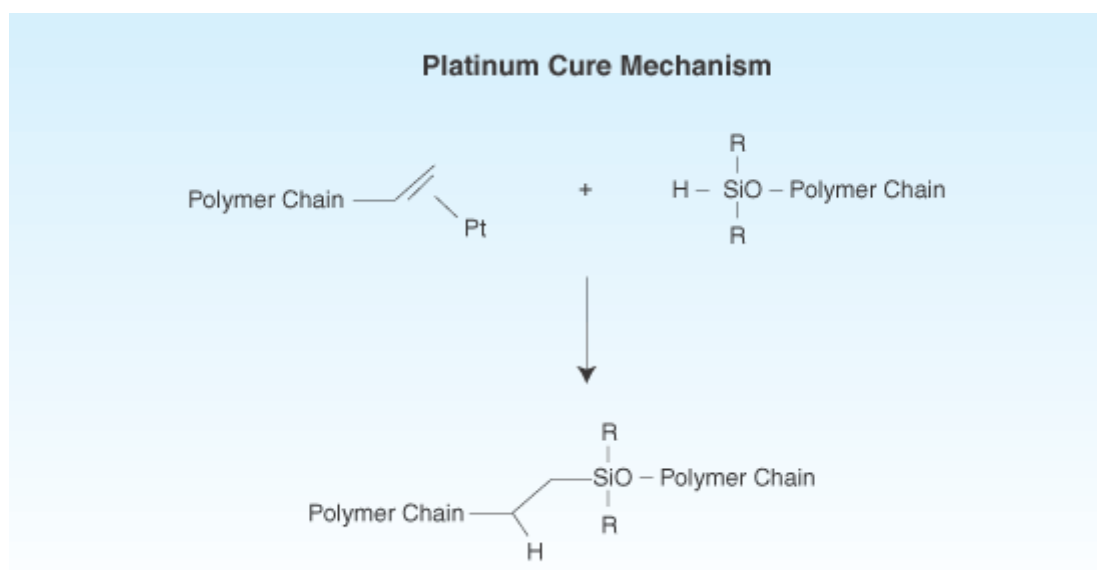 Platinum Cure Mechanism
R
Polymer Chain + H – SiO – Polymer Chain
R
Pt
R
SiO – Polymer Chain
Polymer Chain
R
H